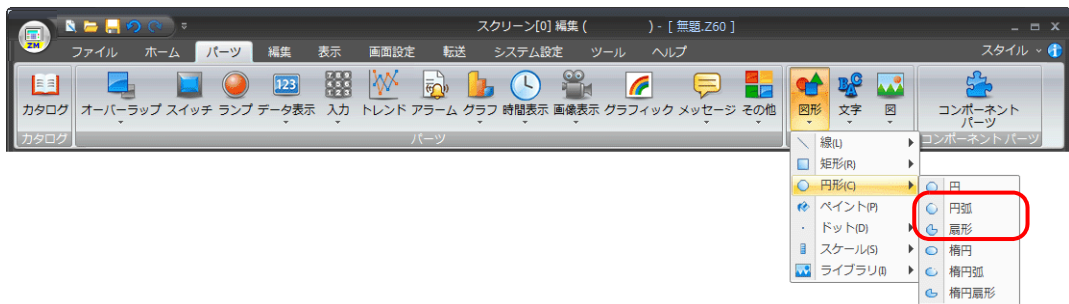 スクリーン[0] 編集 ( ) - [ 無題.Z60 ]
ZM
ファイル ホーム パーツ 編集 表示 画面設定 転送 システム設定 ツール ヘルプ スタイル
カタログ オーバーラップ スイッチ ランプ データ表示 入力 トレンド アラーム グラフ 時間表示 画像表示 グラフィック メッセージ その他 図形 文字 図 コンポーネント
パーツ
123
カタログ パーツ コンポーネント パーツ
線(L)
矩形(R)
円形(C)
ペイント(P)
ドット(D)
スケール(S)
ライブラリ(I)
円
円弧
扇形
楕円
楕円弧
楕円扇形